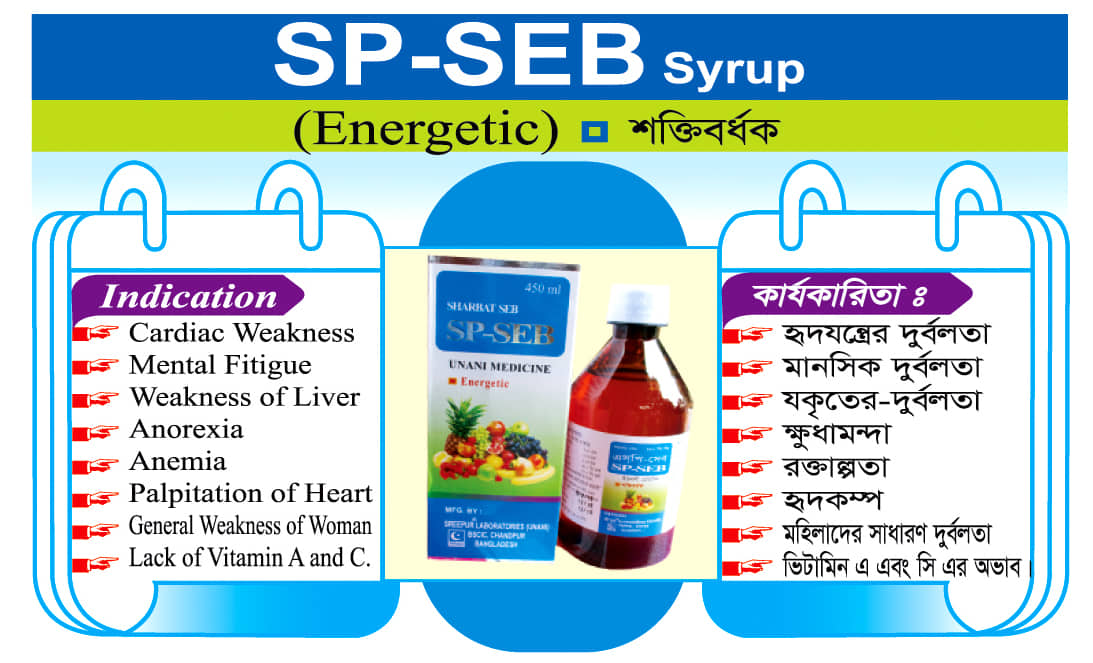 SP-SEB Syrup
(Energetic) শক্তিবর্ধক
Indication
Cardiac Weakness
Mental Fitigue
Weakness of Liver
Anorexia
Anemia
Palpitation of Heart
General Weakness of Woman
Lack of Vitamin A and C.
450 ml
SHARBAT SEB
SP-SEB
UNANI MEDICINE
Energetic
MFG. BY :
SREEPUR LABORATORIES (UNANI)
BSCIC, CHANDPUR
BANGLADESH
এসপি-সেব
SP-SEB
কার্যকারিতা ঃ
হৃদযন্ত্রের দুর্বলতা
মানসিক দুর্বলতা
যকৃতের-দুর্বলতা
ক্ষুধামন্দা
রক্তাল্পতা
হৃদকম্প
মহিলাদের সাধারণ দুর্বলতা
ভিটামিন এ এবং সি এর অভাব।